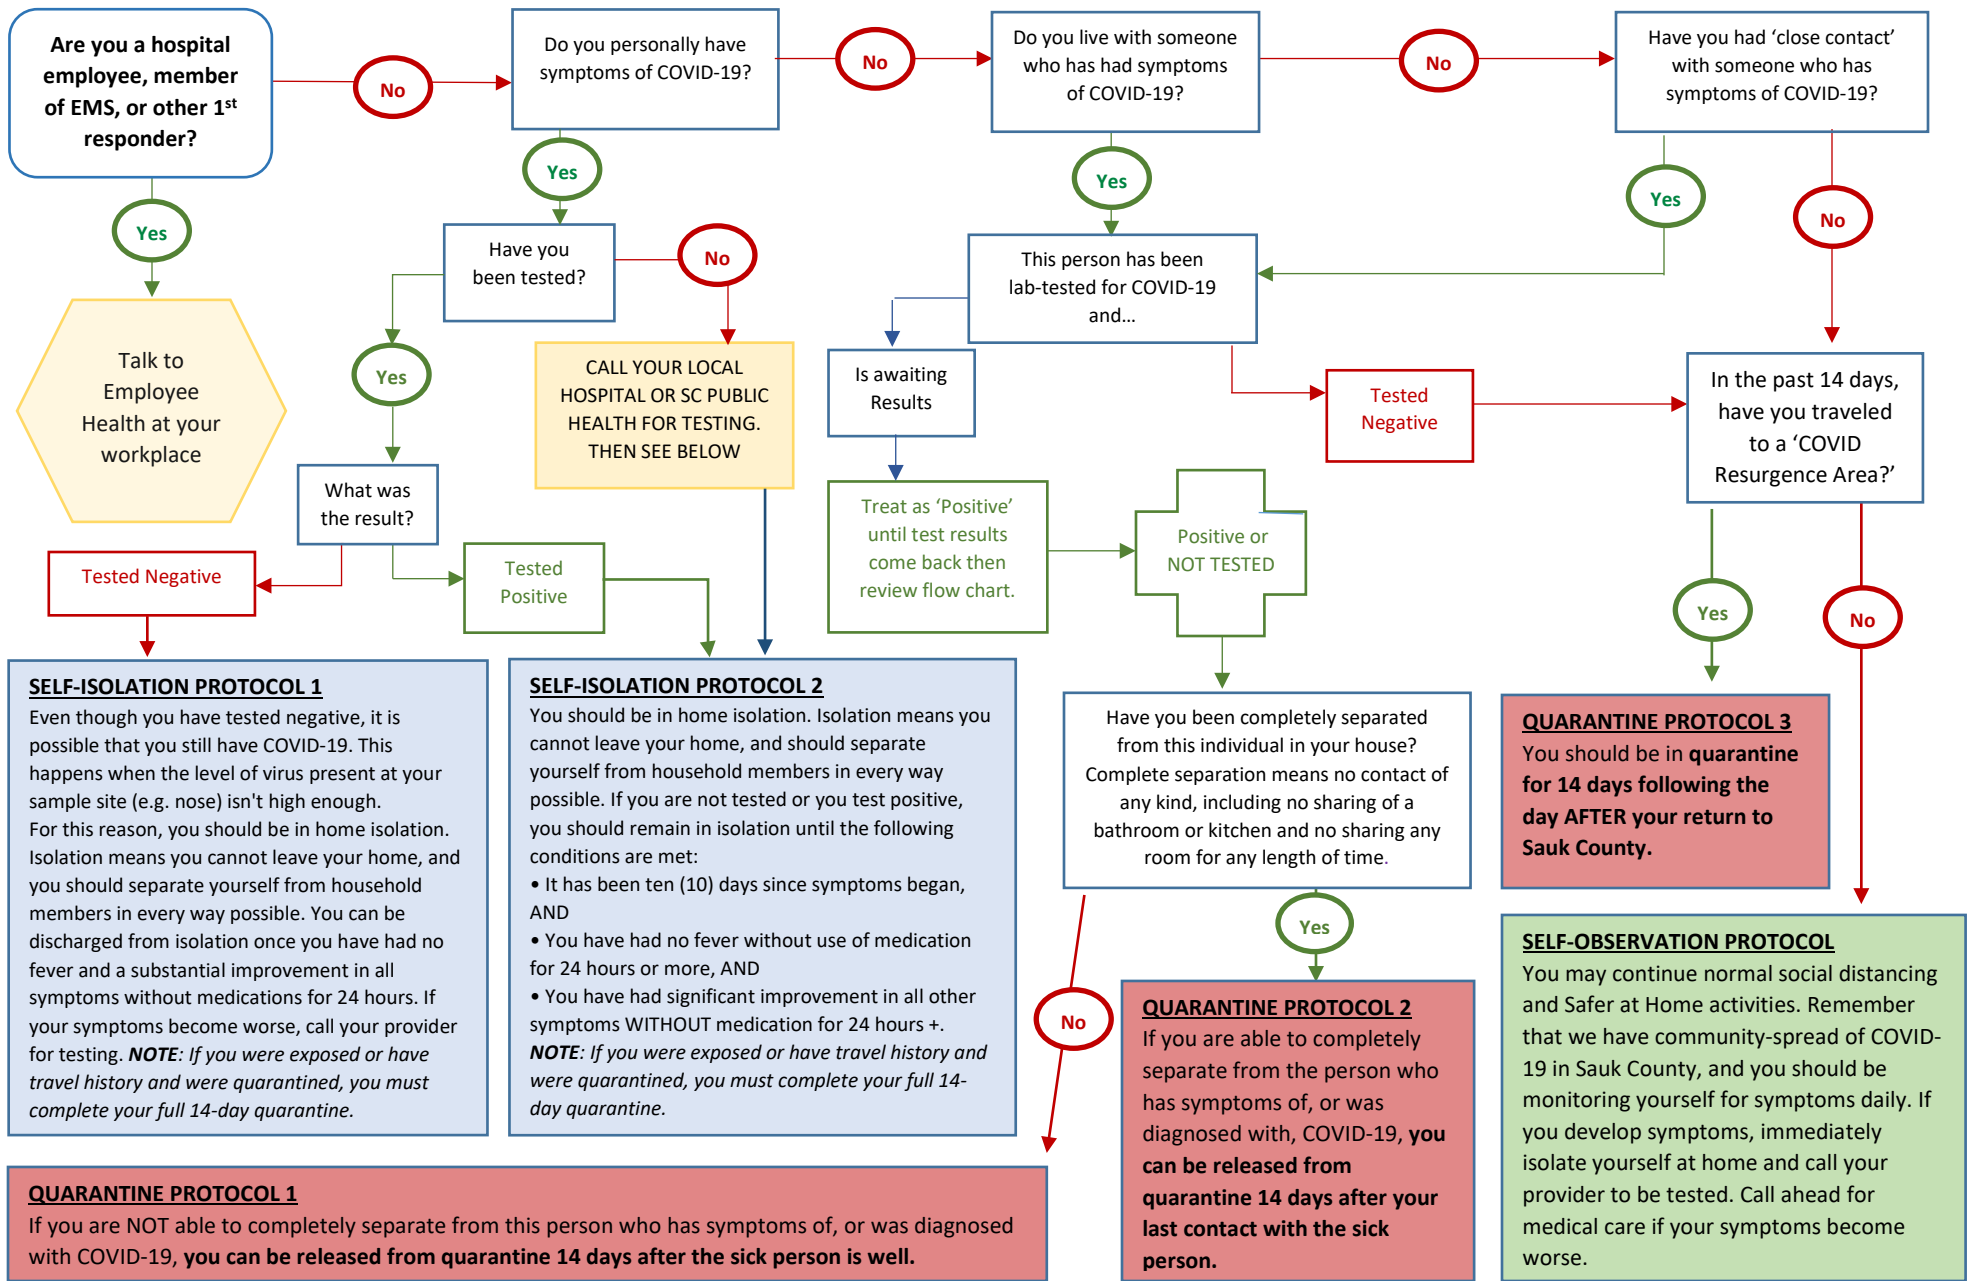 Are you a hospital
employee, member
of EMS, or other 1st
responder?
No
Do you personally have
symptoms of COVID-19?
No
Do you live with someone
who has had symptoms
of COVID-19?
No
Have you had ‘close contact’
with someone who has
symptoms of COVID-19?
Yes
Yes
Yes
Yes
No
Talk to
Employee
Health at your
workplace
Have you
been tested?
No
Yes
CALL YOUR LOCAL
HOSPITAL OR SC PUBLIC
HEALTH FOR TESTING.
THEN SEE BELOW
This person has been
lab-tested for COVID-19
and…
Is awaiting
Results
Tested
Negative
In the past 14 days,
have you traveled
to a ‘COVID
Resurgence Area?’
What was
the result?
Tested Negative
Tested
Positive
Treat as ‘Positive’
until test results
come back then
review flow chart.
Positive or
NOT TESTED
Yes
No
SELF-ISOLATION PROTOCOL 1
Even though you have tested negative, it is
possible that you still have COVID-19. This
happens when the level of virus present at your
sample site (e.g. nose) isn't high enough.
For this reason, you should be in home isolation.
Isolation means you cannot leave your home, and
you should separate yourself from household
members in every way possible. You can be
discharged from isolation once you have had no
fever and a substantial improvement in all
symptoms without medications for 24 hours. If
your symptoms become worse, call your provider
for testing. NOTE: If you were exposed or have
travel history and were quarantined, you must
complete your full 14-day quarantine.
SELF-ISOLATION PROTOCOL 2
You should be in home isolation. Isolation means you
cannot leave your home, and should separate
yourself from household members in every way
possible. If you are not tested or you test positive,
you should remain in isolation until the following
conditions are met:
• It has been ten (10) days since symptoms began,
AND
• You have had no fever without use of medication
for 24 hours or more, AND
• You have had significant improvement in all other
symptoms WITHOUT medication for 24 hours +.
NOTE: If you were exposed or have travel history and
were quarantined, you must complete your full 14-
day quarantine.
Have you been completely separated
from this individual in your house?
Complete separation means no contact of
any kind, including no sharing of a
bathroom or kitchen and no sharing any
room for any length of time.
Yes
No
QUARANTINE PROTOCOL 3
You should be in quarantine
for 14 days following the
day AFTER your return to
Sauk County.
QUARANTINE PROTOCOL 2
If you are able to completely
separate from the person who
has symptoms of, or was
diagnosed with, COVID-19, you
can be released from
quarantine 14 days after your
last contact with the sick
person.
SELF-OBSERVATION PROTOCOL
You may continue normal social distancing
and Safer at Home activities. Remember
that we have community-spread of COVID-
19 in Sauk County, and you should be
monitoring yourself for symptoms daily. If
you develop symptoms, immediately
isolate yourself at home and call your
provider to be tested. Call ahead for
medical care if your symptoms become
worse.
QUARANTINE PROTOCOL 1
If you are NOT able to completely separate from this person who has symptoms of, or was diagnosed
with COVID-19, you can be released from quarantine 14 days after the sick person is well.